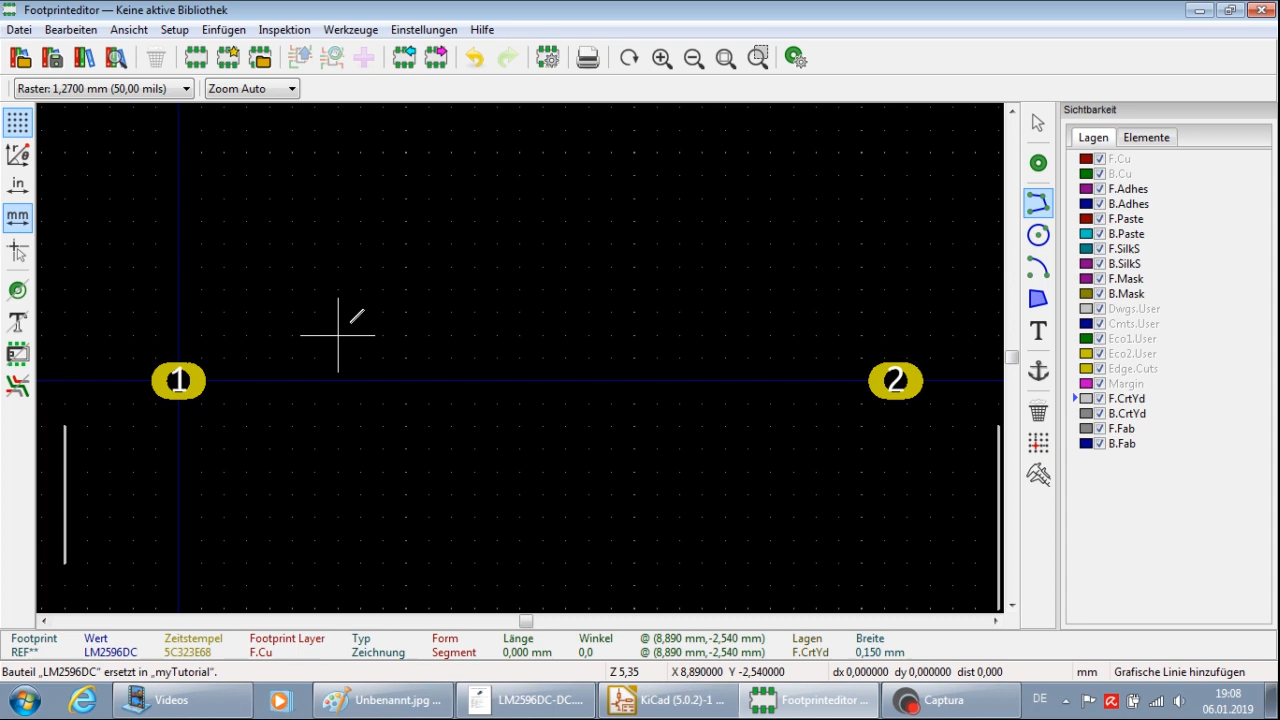 Footprinteditor — Keine aktive Bibliothek
Datei Bearbeiten Ansicht Setup Einfügen Inspektion Werkzeuge Einstellungen Hilfe
Raster: 1,2700 mm (50,00 mils) Zoom Auto
Sichtbarkeit
Lagen Elemente
in
mm
T
T
F.Cu
B.Cu
F.Adhes
B.Adhes
F.Paste
B.Paste
F.SilkS
B.SilkS
F.Mask
B.Mask
Dwgs.User
Cmts.User
Eco1.User
Eco2.User
Edge.Cuts
Margin
F.CrtYd
B.CrtYd
F.Fab
B.Fab
1 2
Footprint Wert Zeitstempel Footprint Layer Typ Form Länge Winkel @ (8,890 mm,-2,540 mm) Lagen Breite
REF** LM2596DC 5C323E68 F.Cu Zeichnung Segment 0,000 mm 0,0 @ (8,890 mm,-2,540 mm) F.CrtYd 0,150 mm
Bauteil „LM2596DC“ ersetzt in „myTutorial“. Z 5,35 X 8,890000 Y -2,540000 dx 0,000000 dy 0,000000 dist 0,000 mm Grafische Linie hinzufügen
Videos Unbenannt.jpg ... LM2596DC-DC.... KiCad (5.0.2)-1 ... Footprinteditor ... Captura DE 19:08
06.01.2019